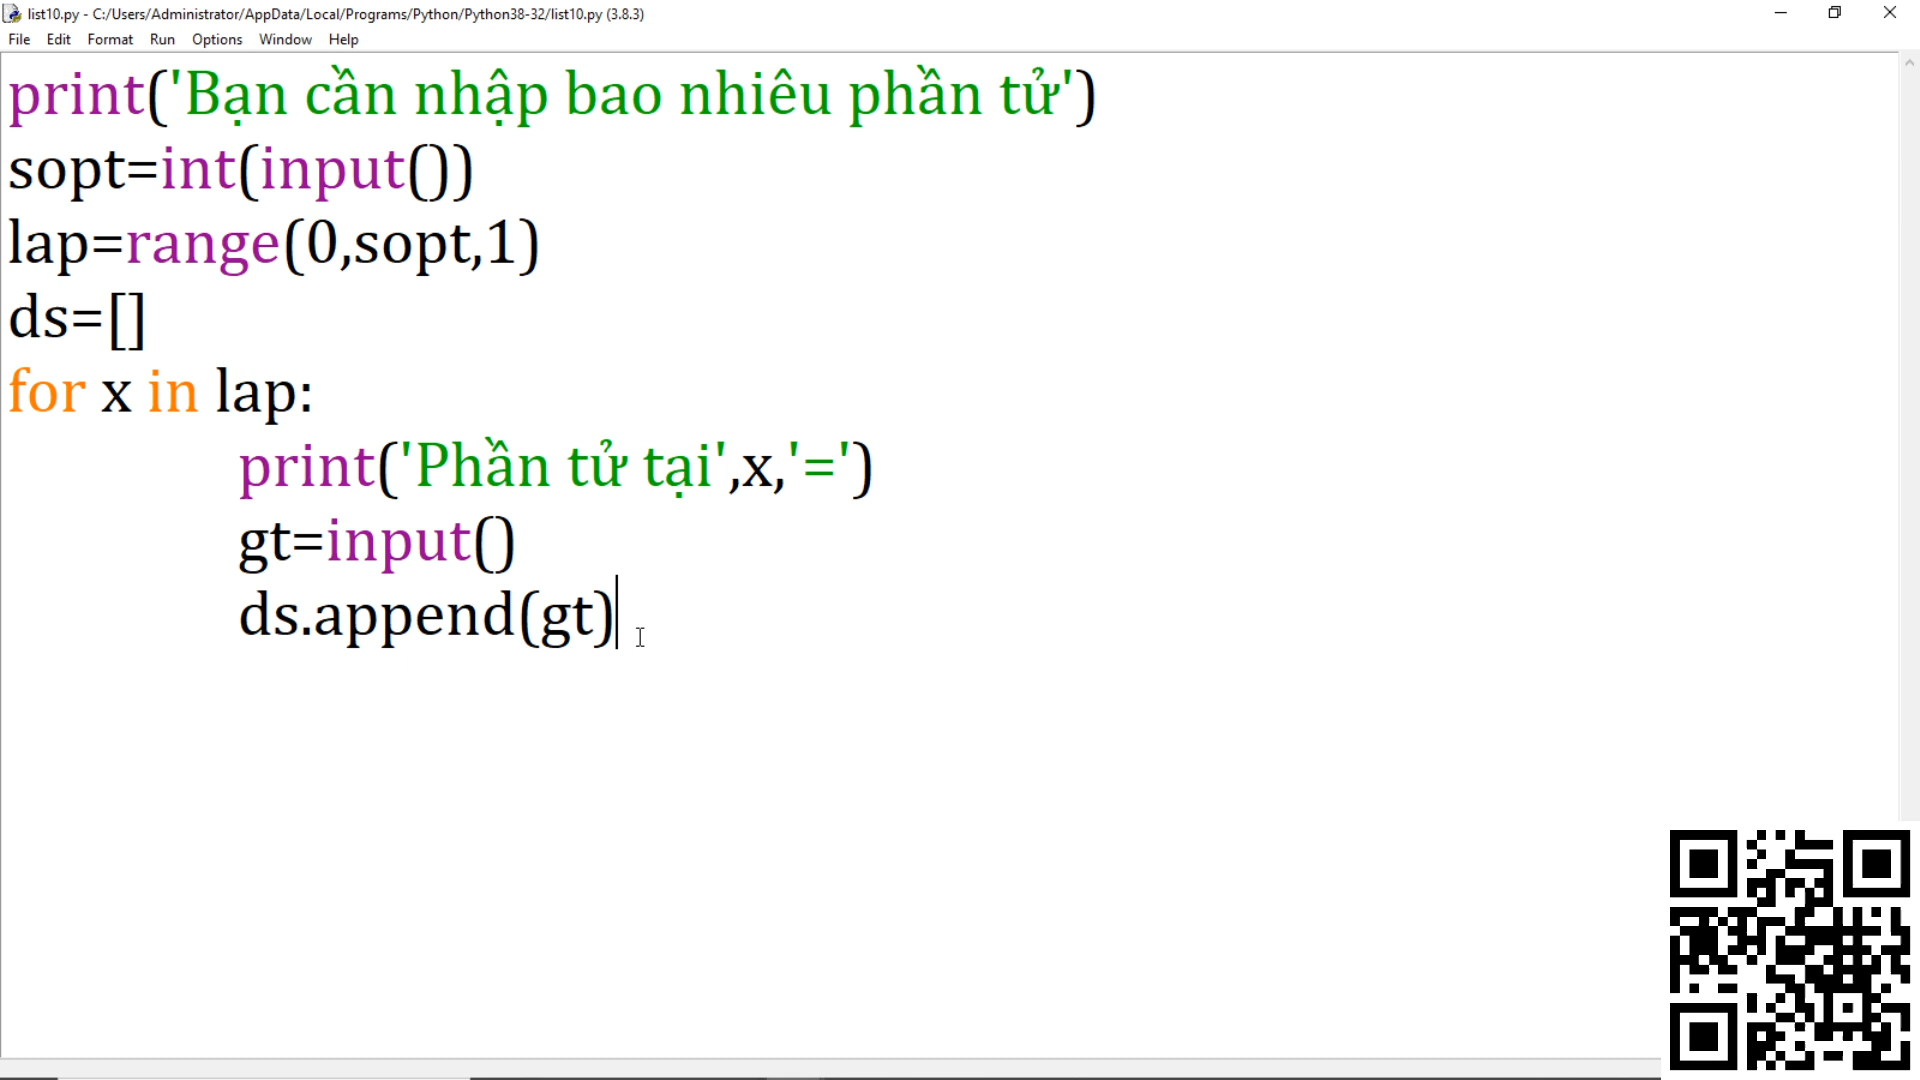 list10.py - C:/Users/Administrator/AppData/Local/Programs/Python/Python38-32/list10.py (3.8.3)
File Edit Format Run Options Window Help
print('Bạn cần nhập bao nhiêu phần tử')
sopt=int(input())
lap=range(0,sopt,1)
ds=[]
for x in lap:
print('Phần tử tại',x,'=')
gt=input()
ds.append(gt)